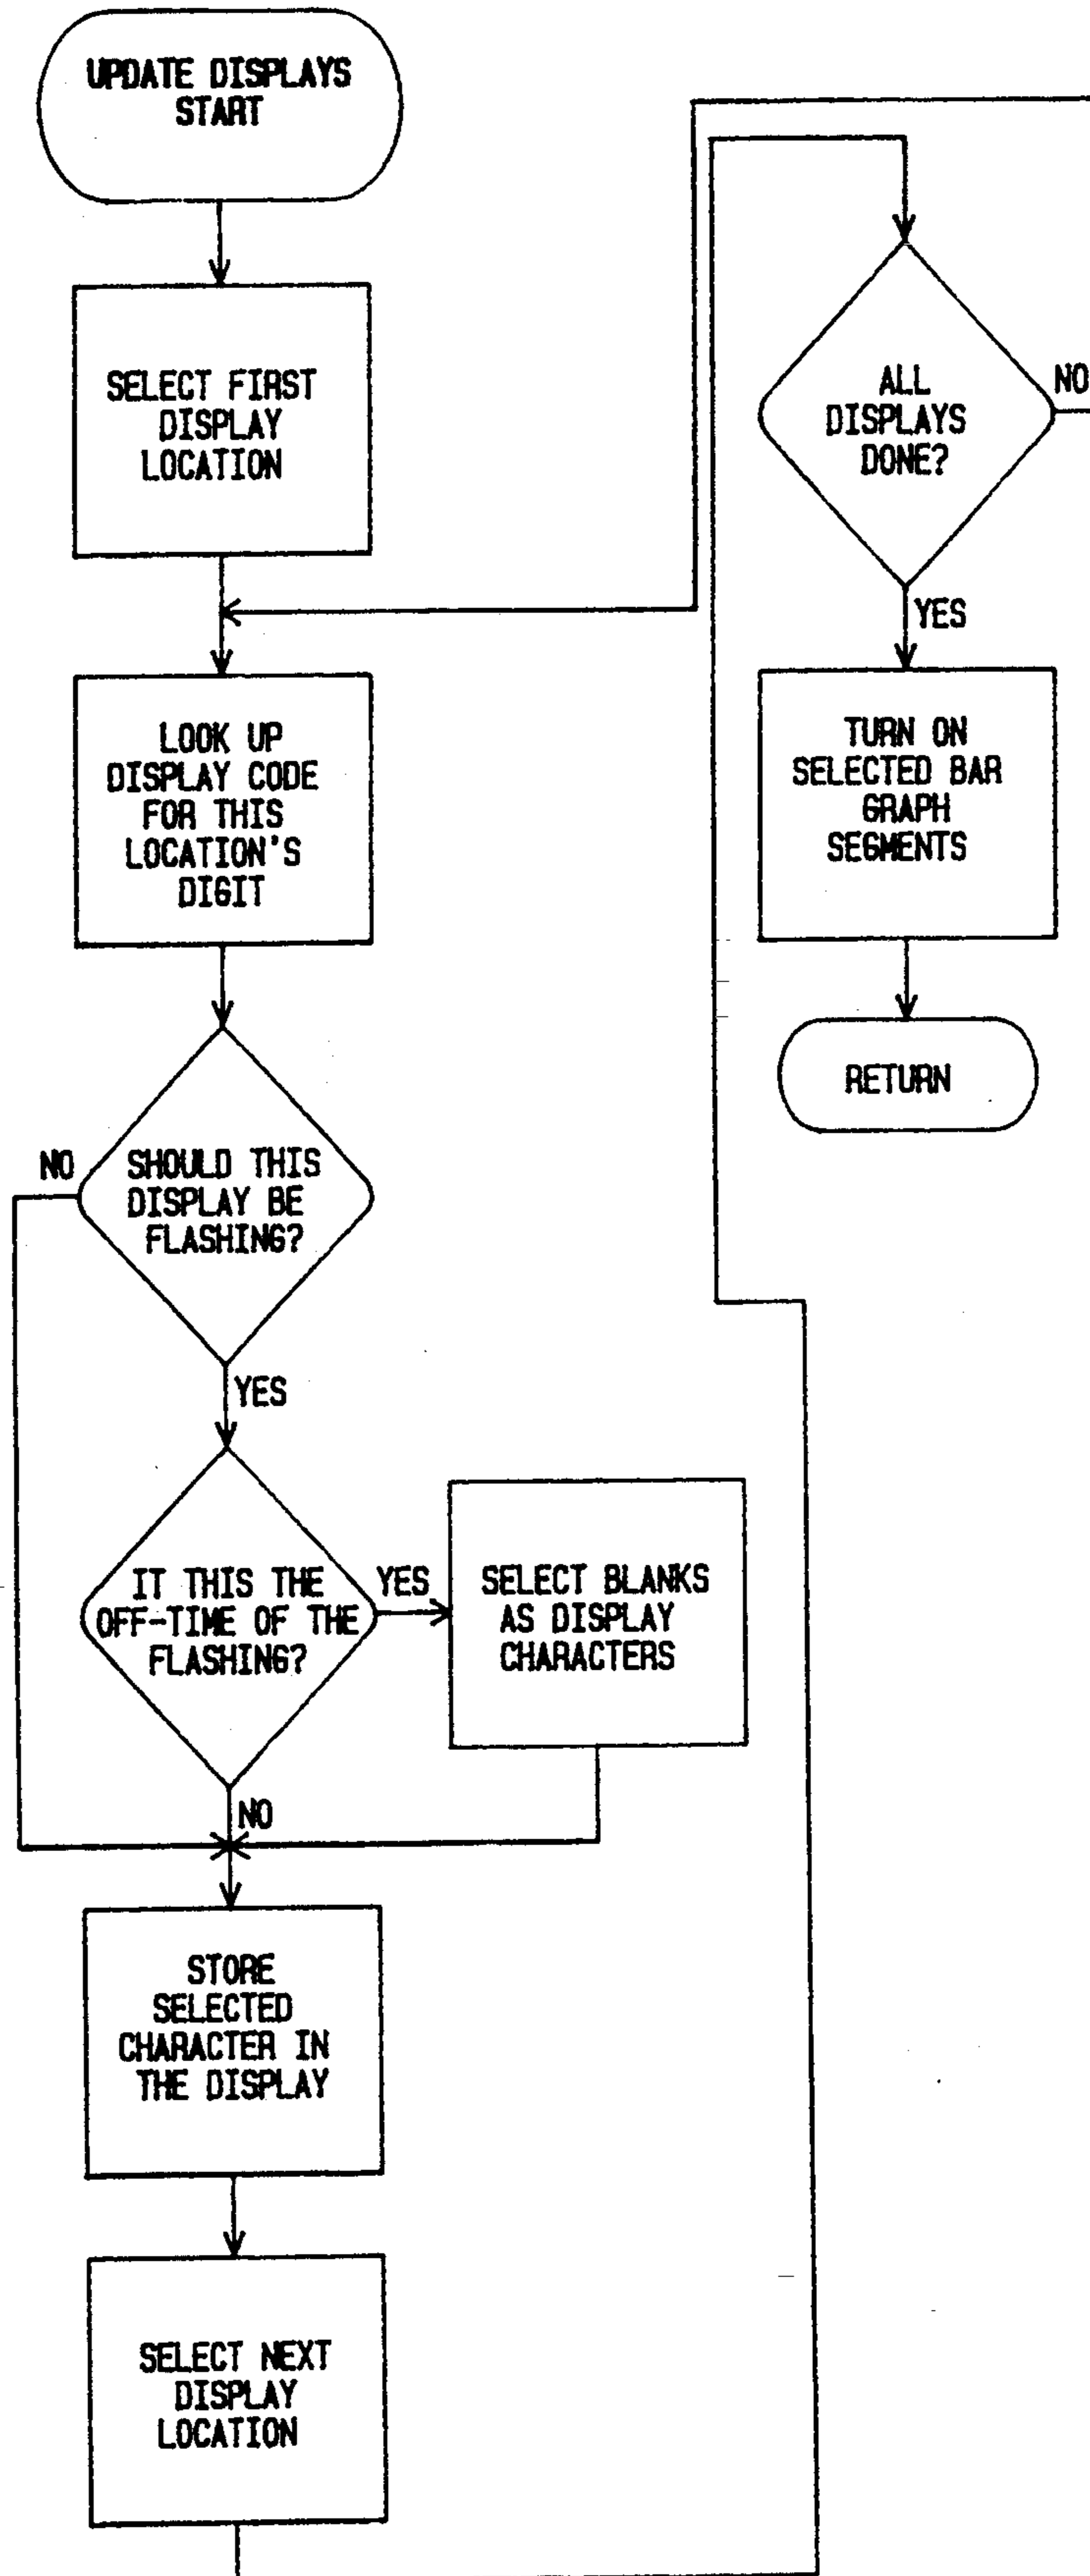 UPDATE DISPLAYS
START
SELECT FIRST
DISPLAY
LOCATION
LOOK UP
DISPLAY CODE
FOR THIS
LOCATION'S
DIGIT
NO
SHOULD THIS
DISPLAY BE
FLASHING?
YES
IT THIS THE
OFF-TIME OF THE
FLASHING?
YES
SELECT BLANKS
AS DISPLAY
CHARACTERS
NO
STORE
SELECTED
CHARACTER IN
THE DISPLAY
SELECT NEXT
DISPLAY
LOCATION
ALL
DISPLAYS
DONE?
NO
YES
TURN ON
SELECTED BAR
GRAPH
SEGMENTS
RETURN